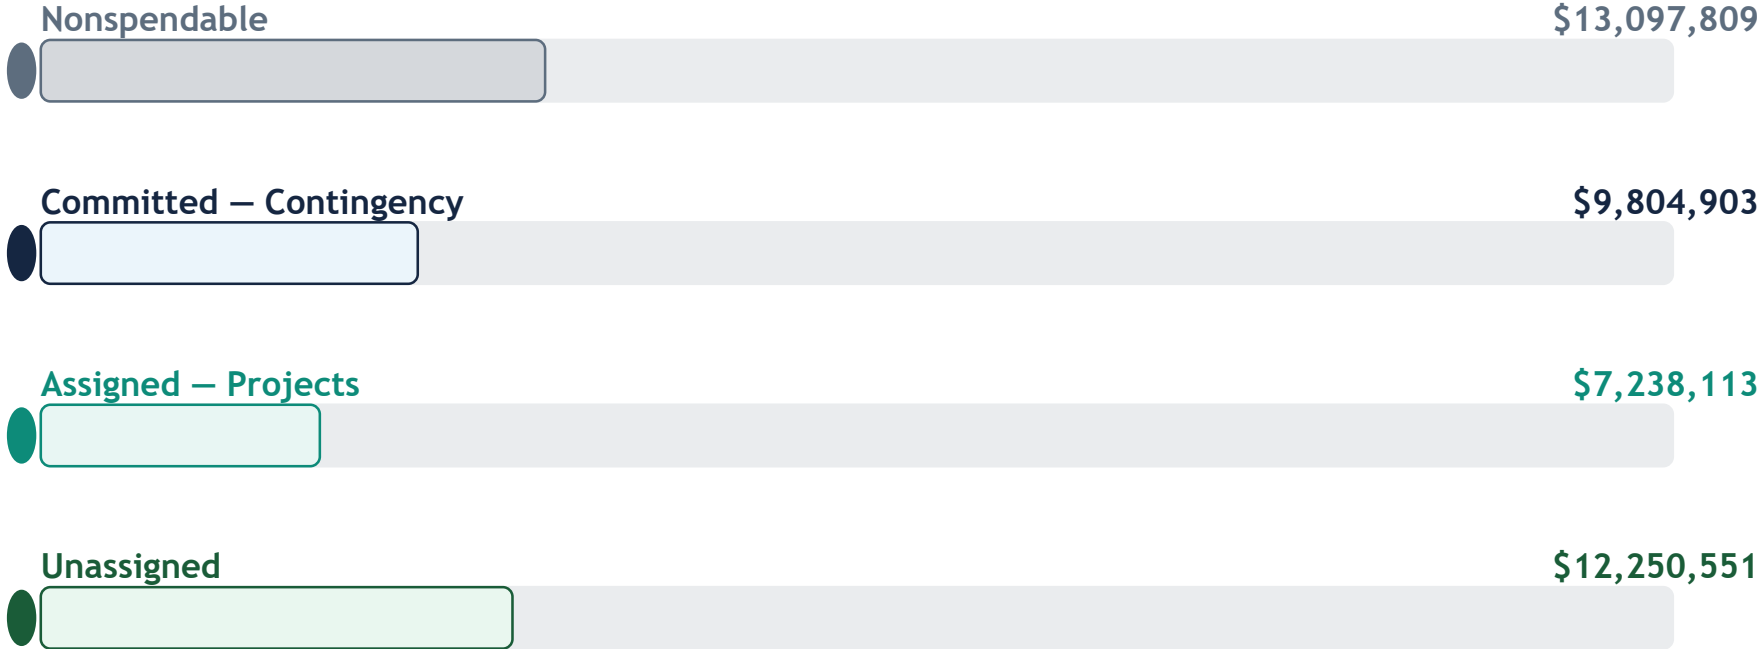 Nonspendable $13,097,809
Committed — Contingency $9,804,903
Assigned — Projects $7,238,113
Unassigned $12,250,551